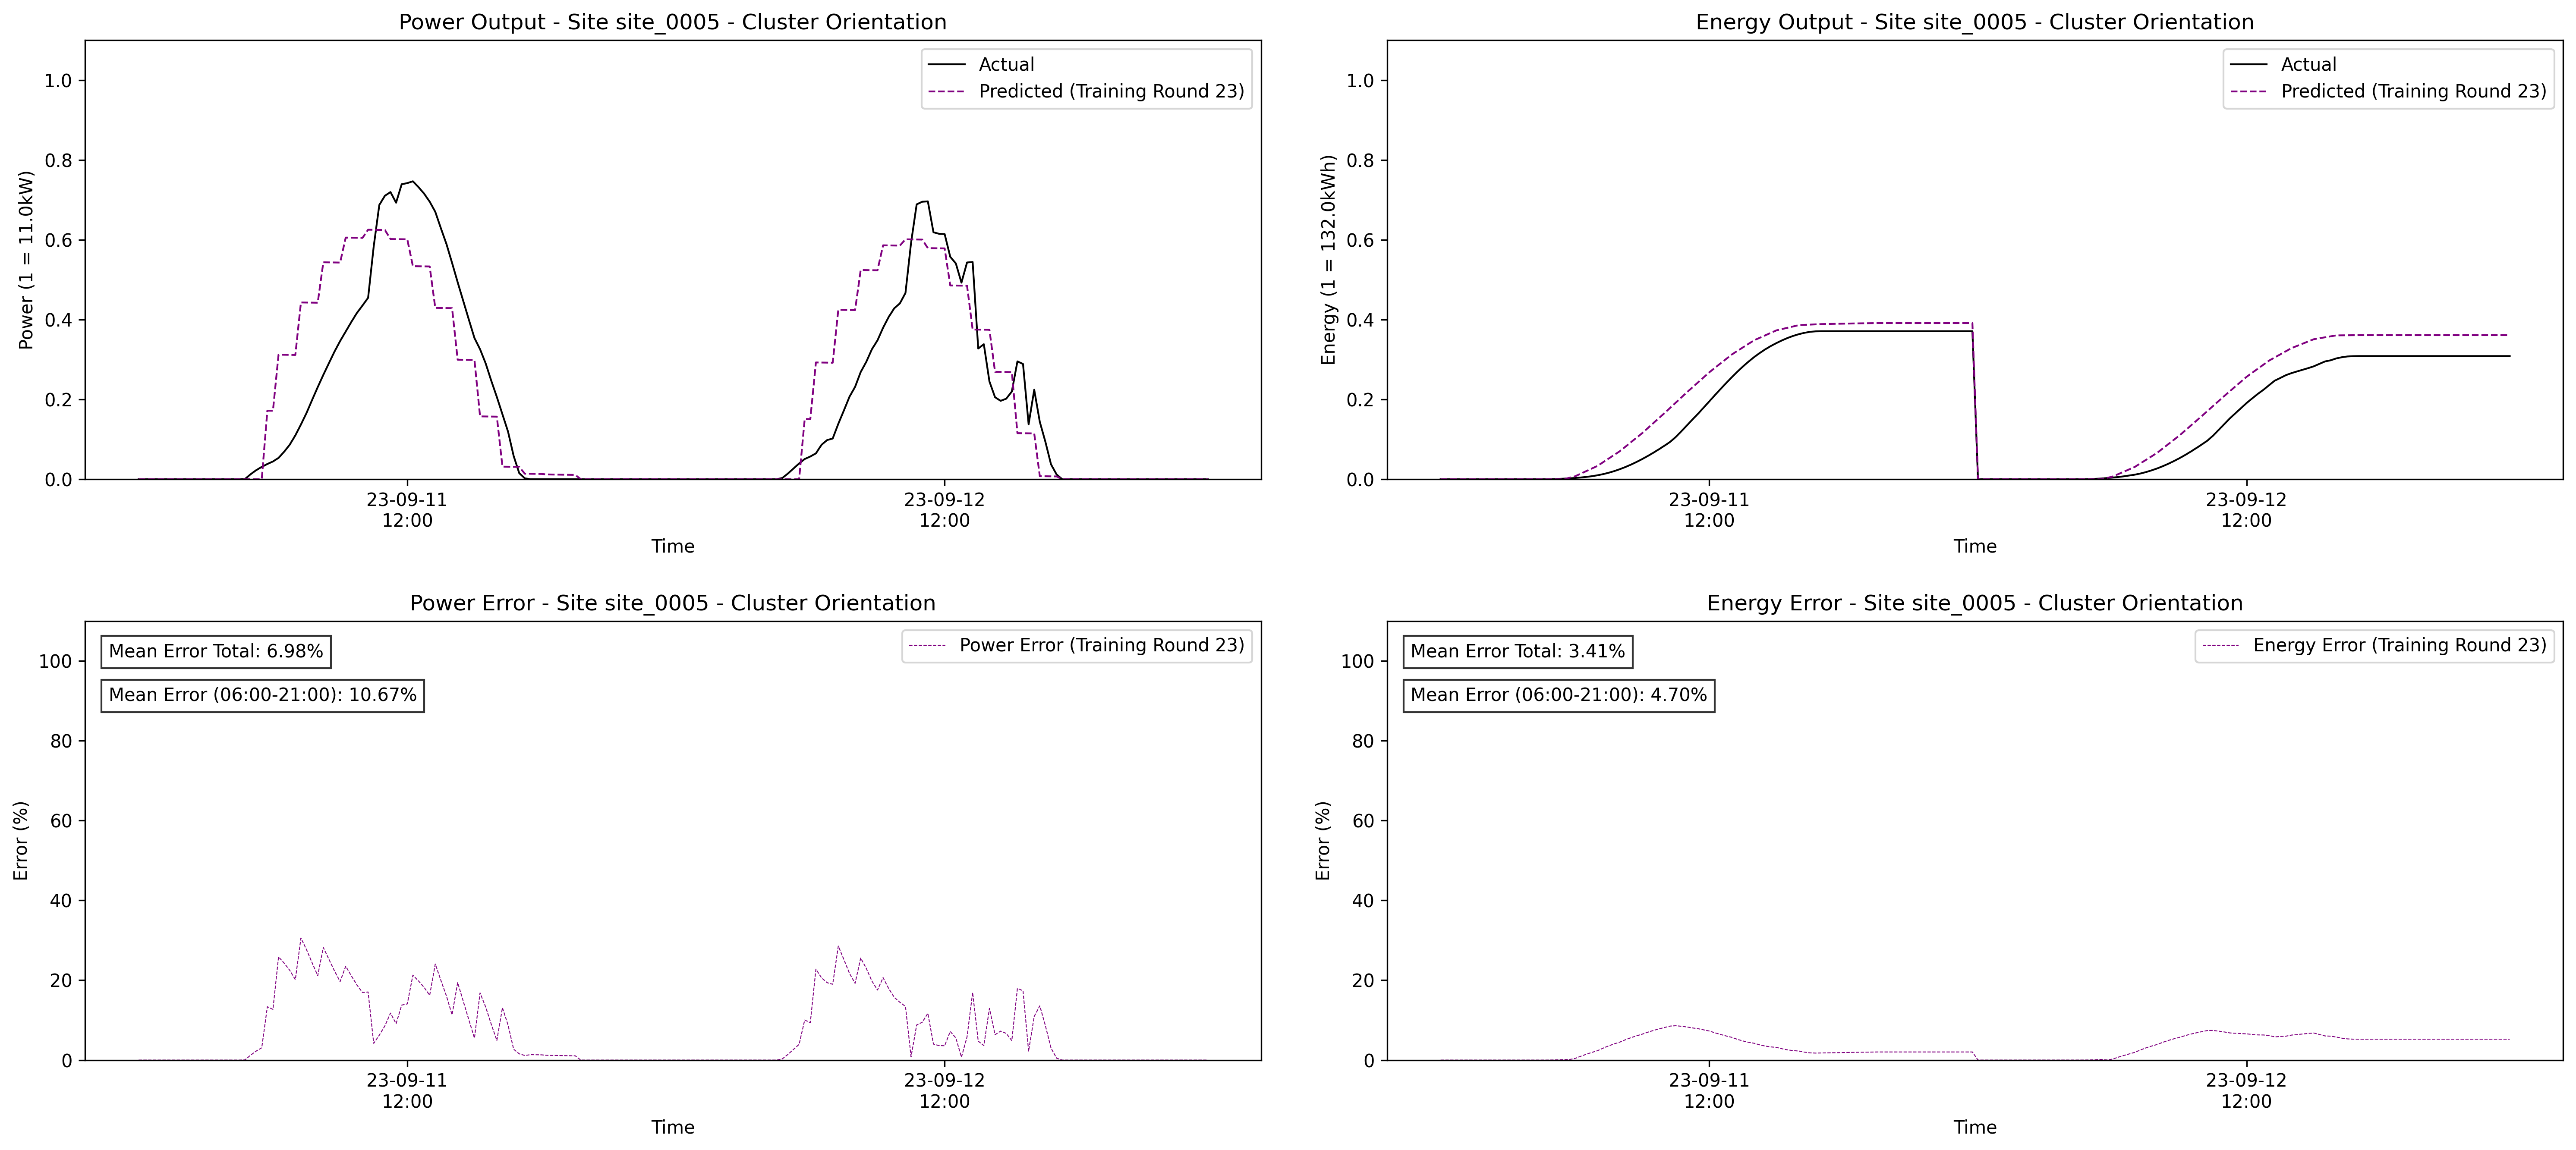 Power Output - Site site_0005 - Cluster Orientation
Actual
Predicted (Training Round 23)
Power (1 = 11.0kW)
1.0
0.8
0.6
0.4
0.2
0.0
23-09-11
12:00
23-09-12
12:00
Time
Energy Output - Site site_0005 - Cluster Orientation
Actual
Predicted (Training Round 23)
Energy (1 = 132.0kWh)
1.0
0.8
0.6
0.4
0.2
0.0
23-09-11
12:00
23-09-12
12:00
Time
Power Error - Site site_0005 - Cluster Orientation
Mean Error Total: 6.98%
Mean Error (06:00-21:00): 10.67%
Power Error (Training Round 23)
Error (%)
100
80
60
40
20
0
23-09-11
12:00
23-09-12
12:00
Time
Energy Error - Site site_0005 - Cluster Orientation
Mean Error Total: 3.41%
Mean Error (06:00-21:00): 4.70%
Energy Error (Training Round 23)
Error (%)
100
80
60
40
20
0
23-09-11
12:00
23-09-12
12:00
Time